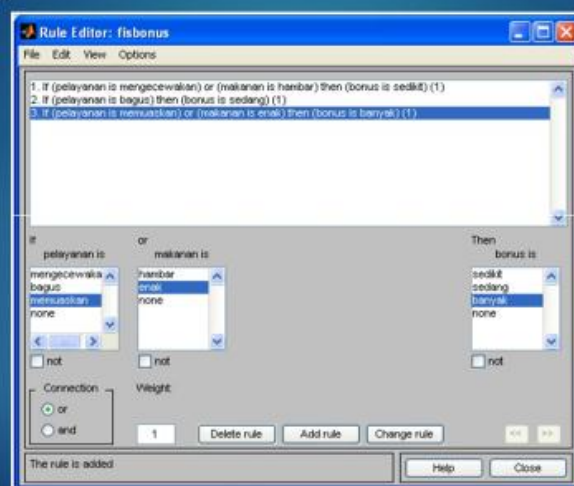 Rule Editor: fisbonus
File Edit View Options
1. If (pelayanan is mengecewakan) or (makanan is hambar) then (bonus is sedikit) (1)
2. If (pelayanan is bagus) then (bonus is sedang) (1)
3. If (pelayanan is memuaskan) or (makanan is enak) then (bonus is banyak) (1)
If
pelayanan is
or
makanan is
Then
bonus is
mengecewaka
bagus
memuaskan
none
hambar
enak
none
sedikit
sedang
banyak
none
not
not
not
Connection
or
and
Weight:
1
Delete rule
Add rule
Change rule
<<
>>
The rule is added
Help
Close